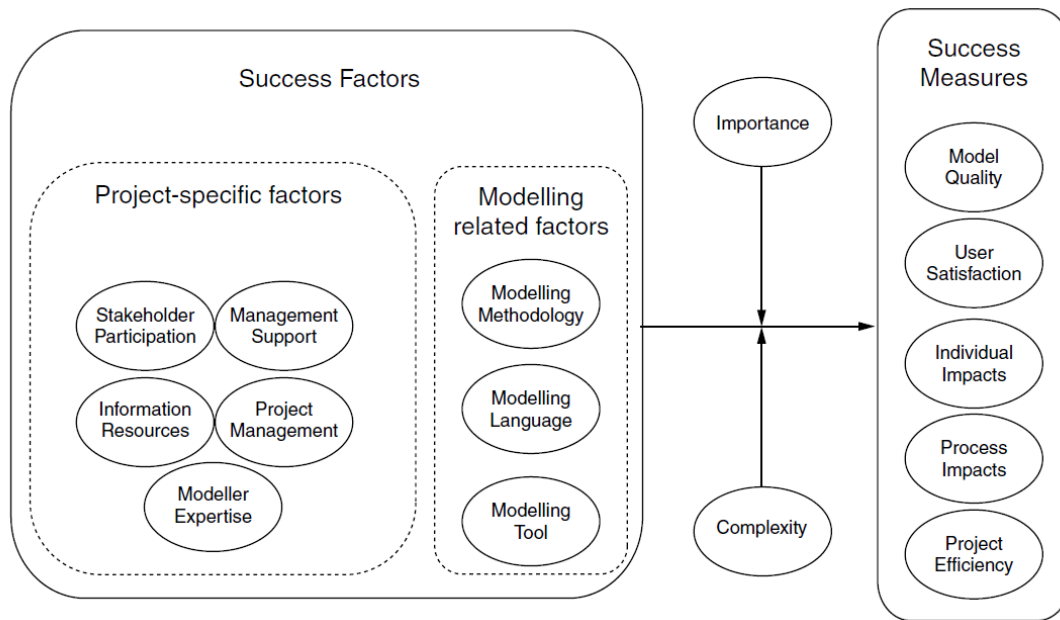 Success Factors
Project-specific factors
Stakeholder
Participation
Management
Support
Information
Resources
Project
Management
Modeller
Expertise
Modelling
related factors
Modelling
Methodology
Modelling
Language
Modelling
Tool
Importance
Complexity
Success
Measures
Model
Quality
User
Satisfaction
Individual
Impacts
Process
Impacts
Project
Efficiency